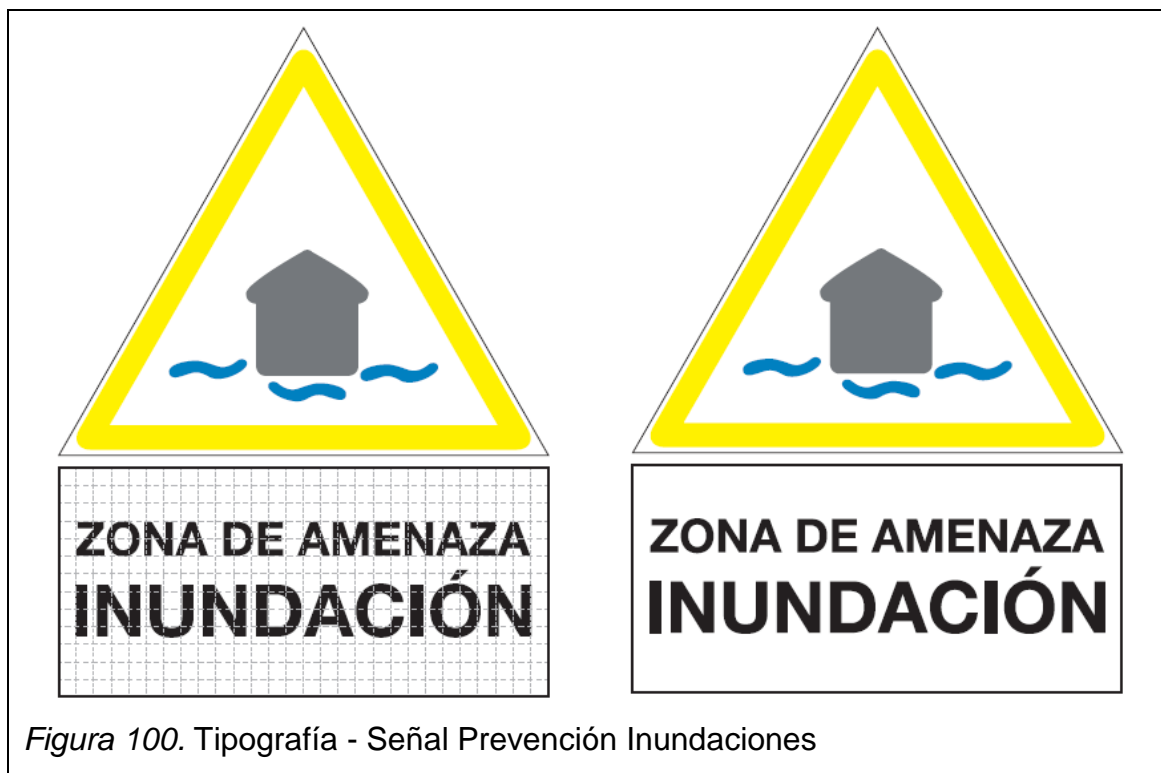 ZONA DE AMENAZA
INUNDACIÓN
ZONA DE AMENAZA
INUNDACIÓN
Figura 100. Tipografía - Señal Prevención Inundaciones